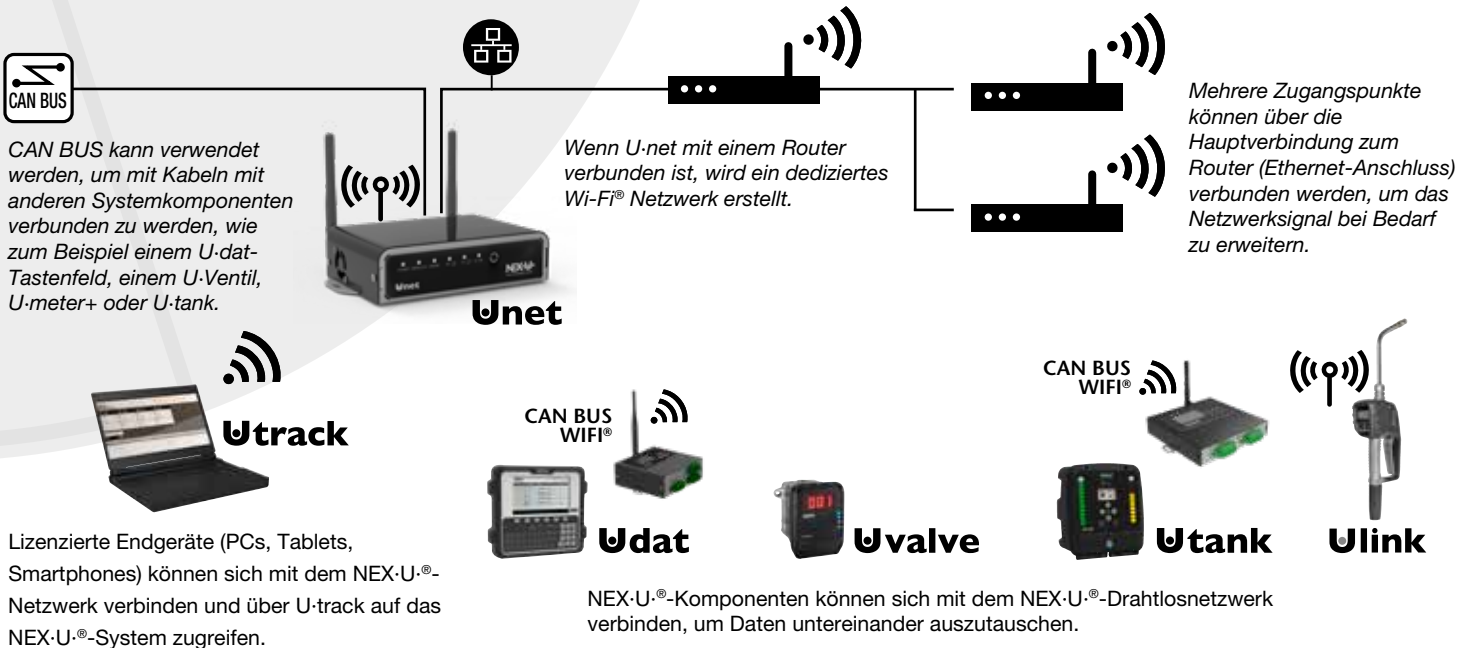 CAN BUS
CAN BUS kann verwendet
werden, um mit Kabeln mit
anderen Systemkomponenten
verbunden zu werden, wie
zum Beispiel einem U·dat-
Tastenfeld, einem U·Ventil,
U·meter+ oder U·tank.
Unet
NEX·U·
Unet
Wenn U·net mit einem Router
verbunden ist, wird ein dediziertes
Wi-Fi® Netzwerk erstellt.
Mehrere Zugangspunkte
können über die
Hauptverbindung zum
Router (Ethernet-Anschluss)
verbunden werden, um das
Netzwerksignal bei Bedarf
zu erweitern.
Utrack
Lizenzierte Endgeräte (PCs, Tablets,
Smartphones) können sich mit dem NEX·U·®-
Netzwerk verbinden und über U·track auf das
NEX·U·®-System zugreifen.
CAN BUS
WIFI®
Udat
001
Uvalve
CAN BUS
WIFI®
Utank
Ulink
NEX·U·®-Komponenten können sich mit dem NEX·U·®-Drahtlosnetzwerk
verbinden, um Daten untereinander auszutauschen.